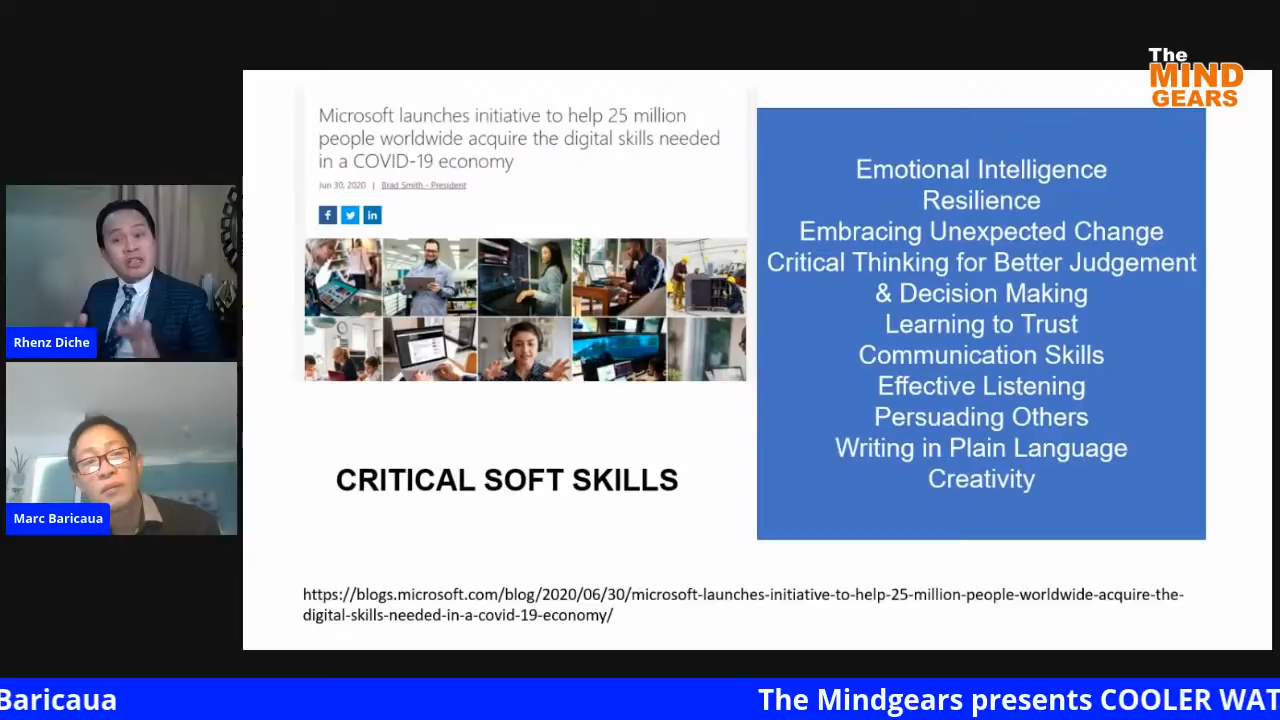 The
MIND
GEARS
Microsoft launches initiative to help 25 million
people worldwide acquire the digital skills needed
in a COVID-19 economy
Jun 30, 2020 | Brad Smith - President
f in
CRITICAL SOFT SKILLS
Emotional Intelligence
Resilience
Embracing Unexpected Change
Critical Thinking for Better Judgement
& Decision Making
Learning to Trust
Communication Skills
Effective Listening
Persuading Others
Writing in Plain Language
Creativity
https://blogs.microsoft.com/blog/2020/06/30/microsoft-launches-initiative-to-help-25-million-people-worldwide-acquire-the-
digital-skills-needed-in-a-covid-19-economy/
Rhenz Diche
Marc Baricaua
Baricaua The Mindgears presents COOLER WAT